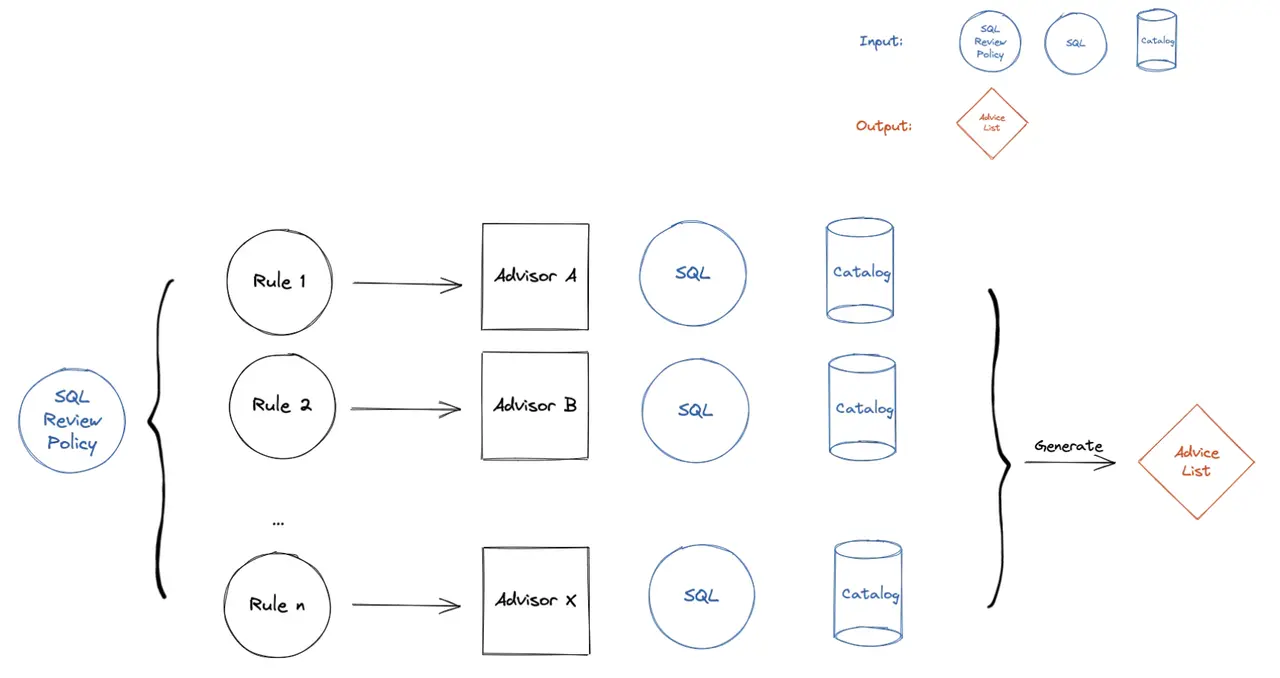 Input:
SQL
Review
Policy
SQL
Catalog
Output:
Advice
List
Rule 1
Advisor A
SQL
Catalog
SQL
Review
Policy
Rule 2
Advisor B
SQL
Catalog
Generate
Advice
List
...
Rule n
Advisor X
SQL
Catalog